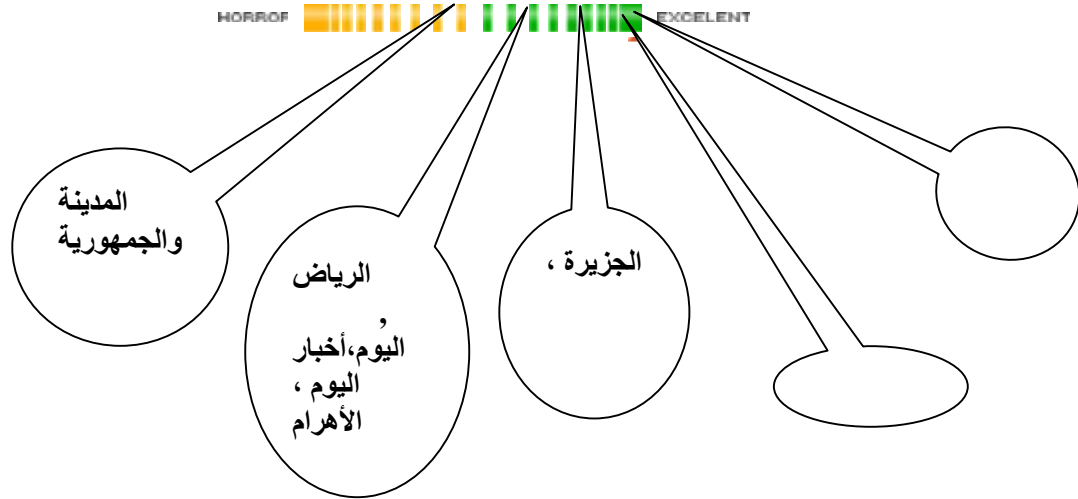 HORROR EXCELENT
المدينة
والجمهورية
الرياض
,
اليوم،أخبار
اليوم ،
الأهرام
الجزيرة ،